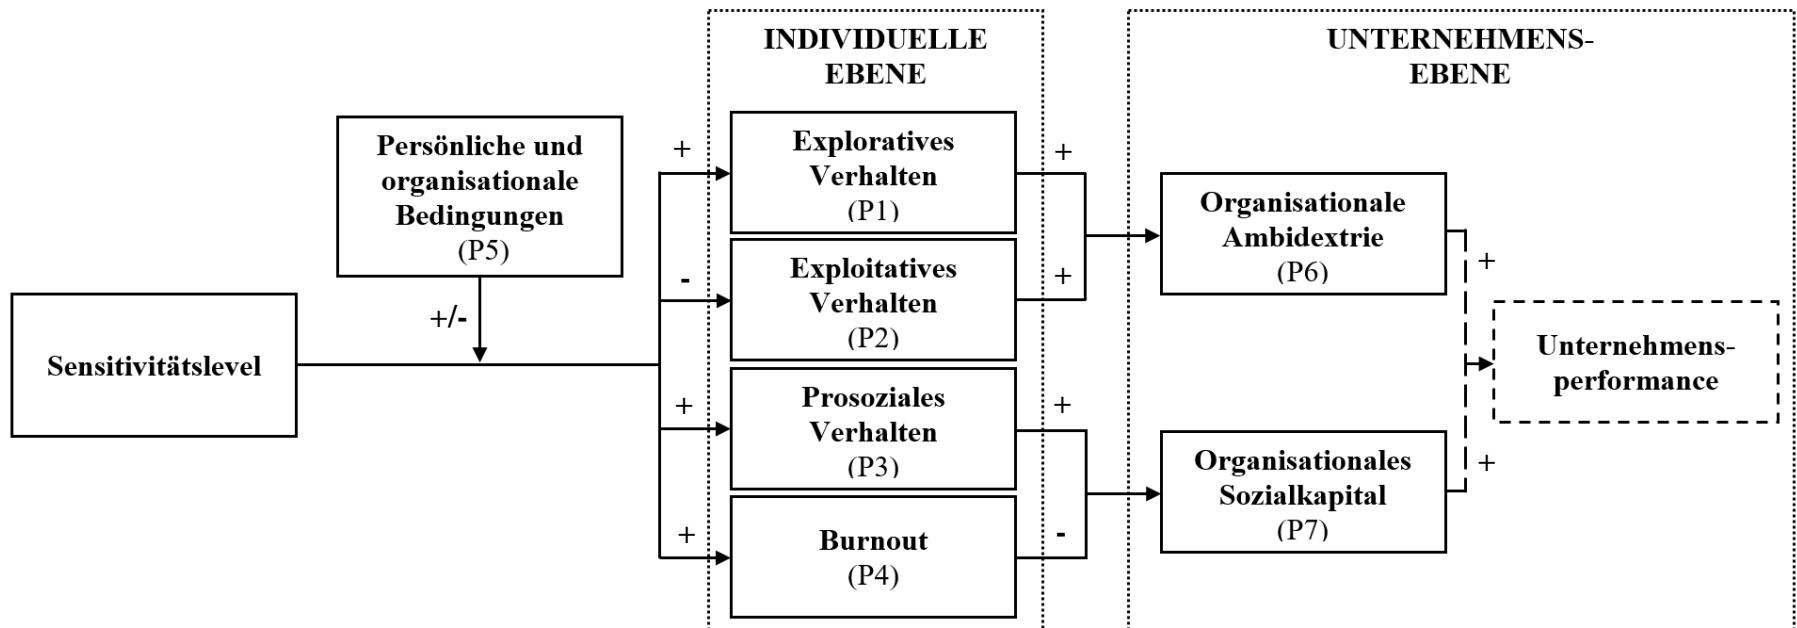 INDIVIDUELLE
EBENE
UNTERNEHMENS-
EBENE
Persönliche und
organisationale
Bedingungen
(P5)
+/-
Sensitivitätslevel
+
Exploratives
Verhalten
(P1)
+
-
Exploitatives
Verhalten
(P2)
+
+
Prosoziales
Verhalten
(P3)
+
+
Burnout
(P4)
-
Organisationale
Ambidextrie
(P6)
+
Organisationales
Sozialkapital
(P7)
+
Unternehmens-
performance